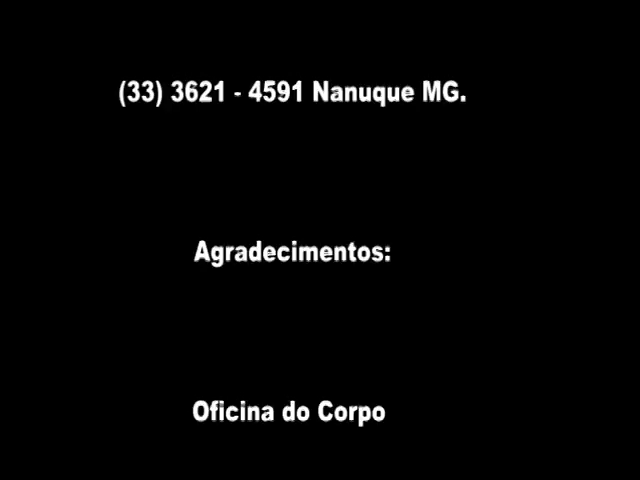 (33) 3621 - 4591 Nanuque MG.
Agradecimentos:
Oficina do Corpo